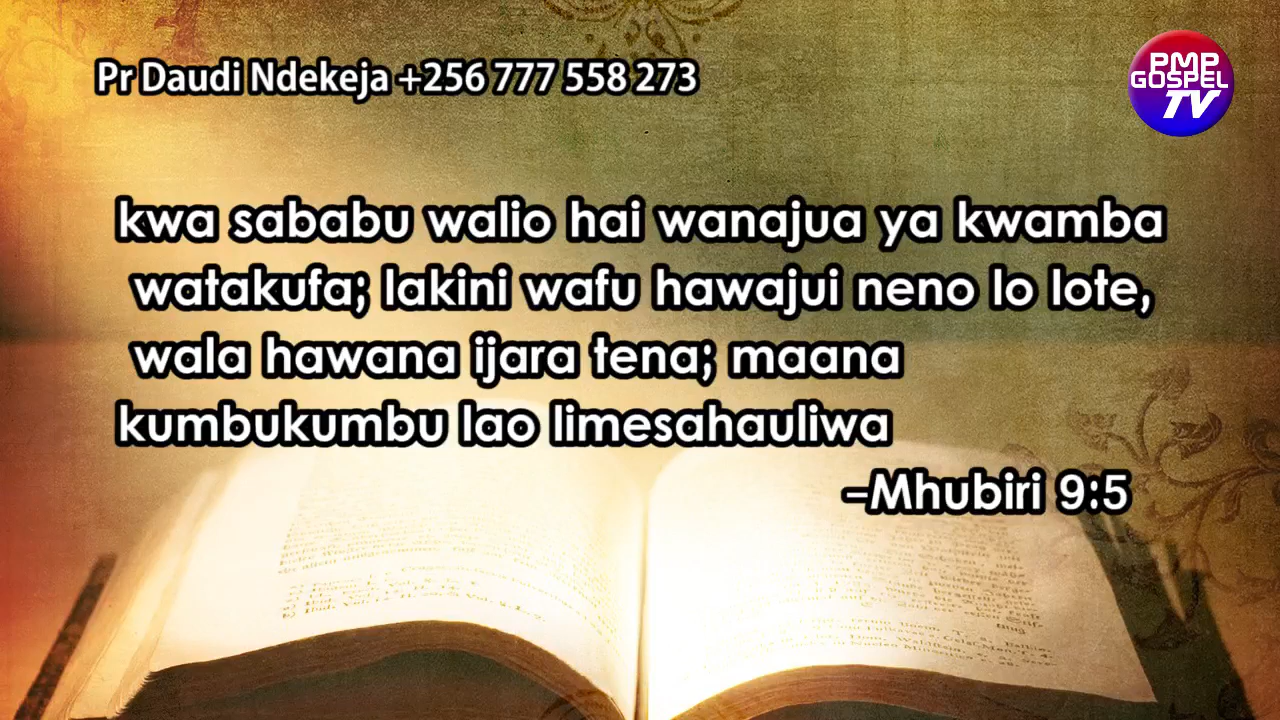 Pr Daudi Ndekeja +256 777 558 273
PMP
GOSPEL
TV
kwa sababu walio hai wanajua ya kwamba
watakufa; lakini wafu hawajui neno lo lote,
wala hawana ijara tena; maana
kumbukumbu lao limesahauliwa
–Mhubiri 9:5